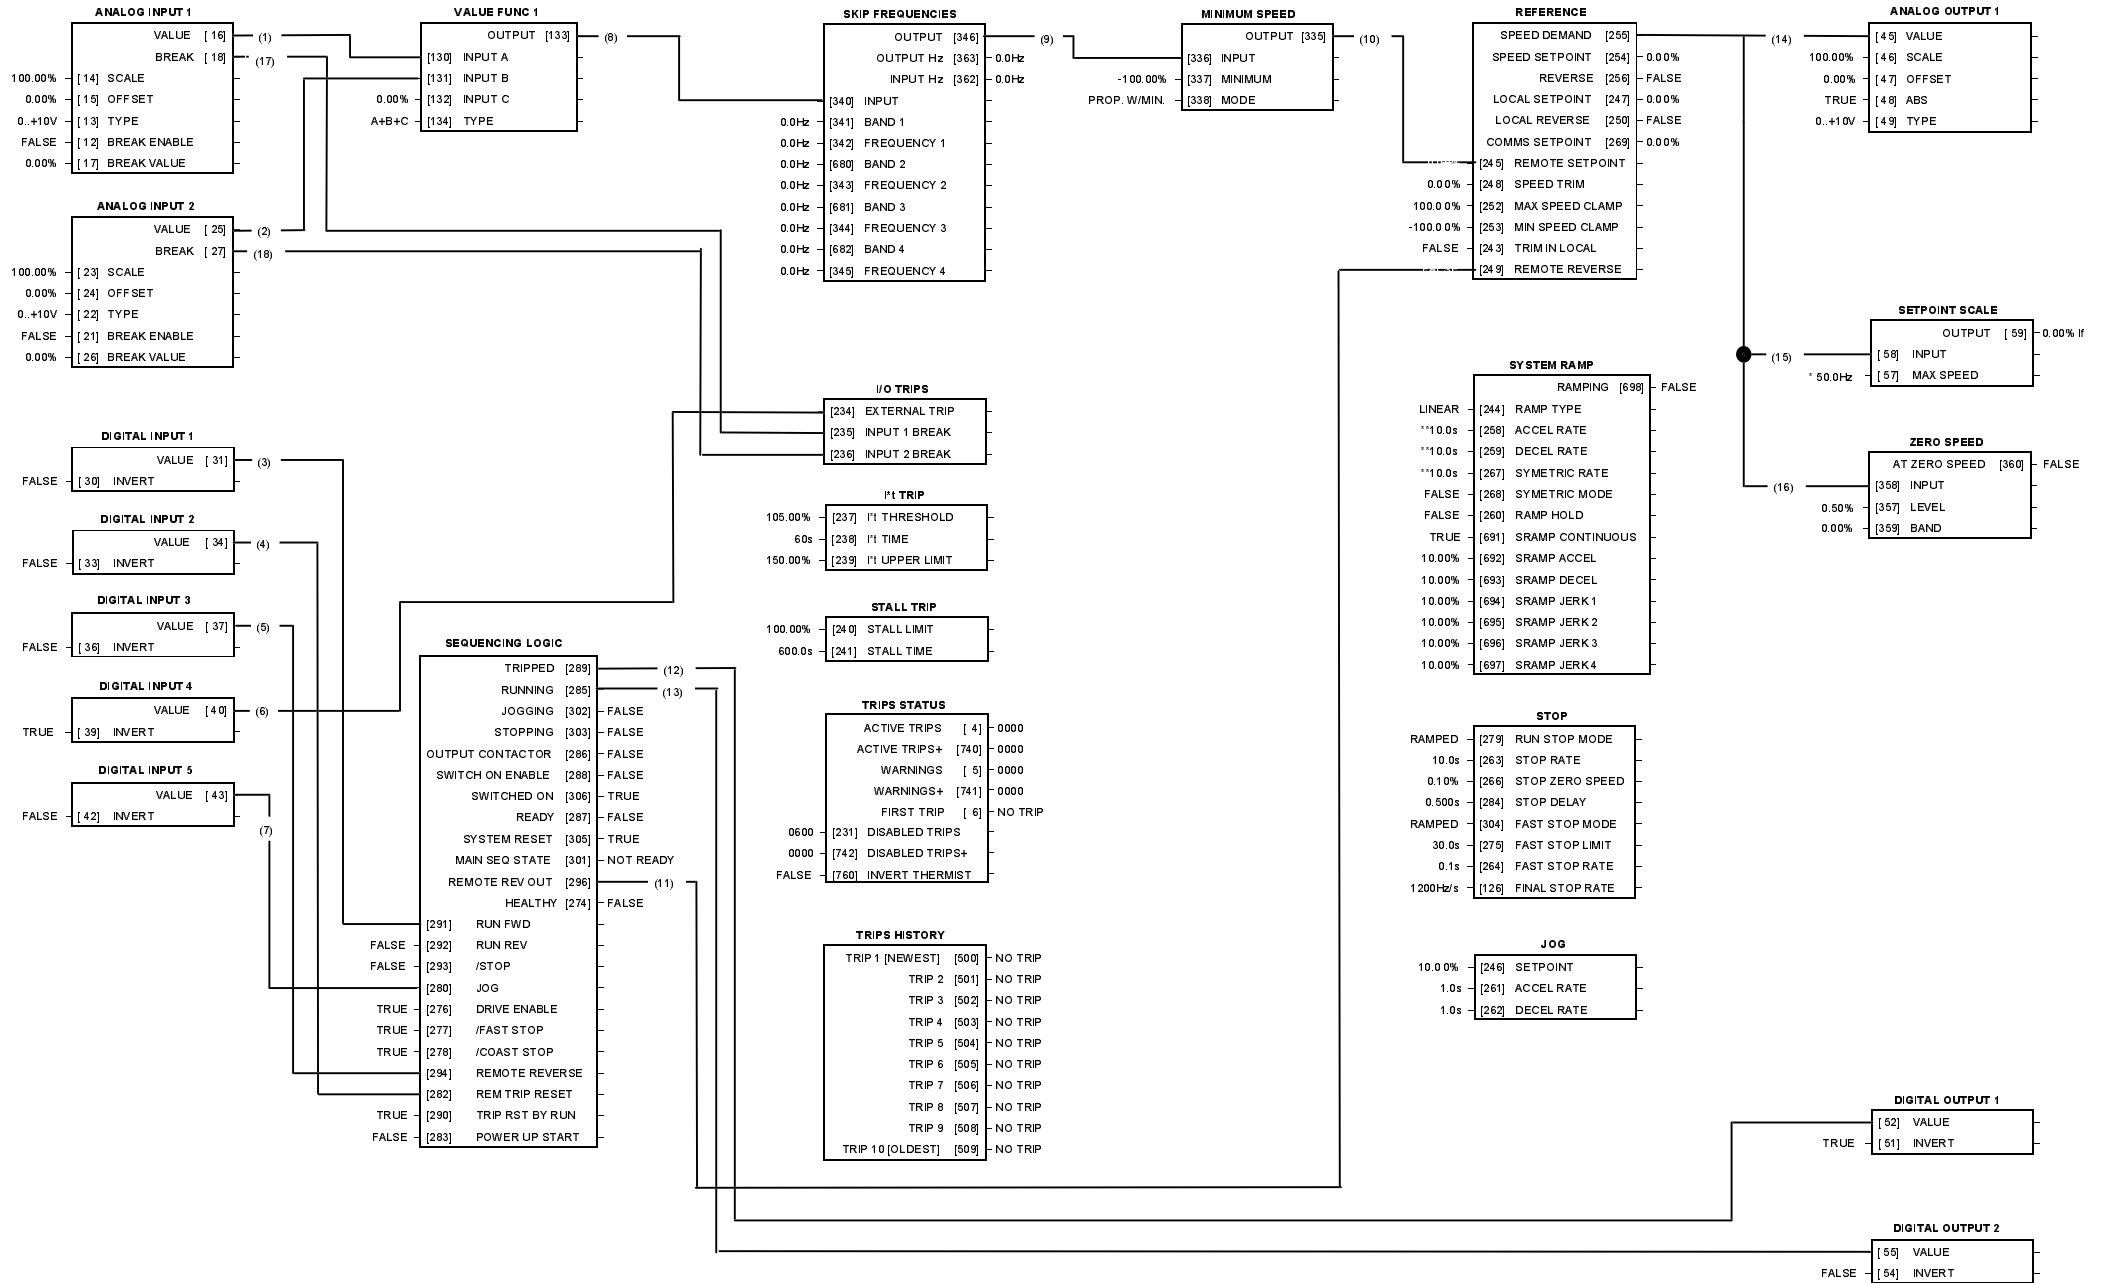 ANALOG INPUT 1
VALUE [ 16] (1)
BREAK [ 18] (17)
100.00% [ 14] SCALE
0.00% [ 15] OFFSET
0..+10V [ 13] TYPE
FALSE [ 12] BREAK ENABLE
0.00% [ 17] BREAK VALUE
ANALOG INPUT 2
VALUE [ 25] (2)
BREAK [ 27] (18)
100.00% [ 23] SCALE
0.00% [ 24] OFFSET
0..+10V [ 22] TYPE
FALSE [ 21] BREAK ENABLE
0.00% [ 26] BREAK VALUE
DIGITAL INPUT 1
VALUE [ 31] (3)
FALSE [ 30] INVERT
DIGITAL INPUT 2
VALUE [ 34] (4)
FALSE [ 33] INVERT
DIGITAL INPUT 3
VALUE [ 37] (5)
FALSE [ 36] INVERT
DIGITAL INPUT 4
VALUE [ 40] (6)
TRUE [ 39] INVERT
DIGITAL INPUT 5
VALUE [ 43]
(7)
FALSE [ 42] INVERT
VALUE FUNC 1
OUTPUT [133] (8)
[130] INPUT A
[131] INPUT B
0.00% [132] INPUT C
A+B+C [134] TYPE
SEQUENCING LOGIC
TRIPPED [289] (12)
RUNNING [285] (13)
JOGGING [302] FALSE
STOPPING [303] FALSE
OUTPUT CONTACTOR [286] FALSE
SWITCH ON ENABLE [288] FALSE
SWITCHED ON [306] TRUE
READY [287] FALSE
SYSTEM RESET [305] TRUE
MAIN SEQ STATE [301] NOT READY
REMOTE REV OUT [296] (11)
HEALTHY [274] FALSE
[291] RUN FWD
FALSE [292] RUN REV
FALSE [293] /STOP
[280] JOG
TRUE [276] DRIVE ENABLE
TRUE [277] /FAST STOP
TRUE [278] /COAST STOP
[294] REMOTE REVERSE
[282] REM TRIP RESET
TRUE [290] TRIP RST BY RUN
FALSE [283] POWER UP START
SKIP FREQUENCIES
OUTPUT [346] (9)
OUTPUT Hz [363] 0.0Hz
INPUT Hz [362] 0.0Hz
[340] INPUT
0.0Hz [341] BAND 1
0.0Hz [342] FREQUENCY 1
0.0Hz [680] BAND 2
0.0Hz [343] FREQUENCY 2
0.0Hz [681] BAND 3
0.0Hz [344] FREQUENCY 3
0.0Hz [682] BAND 4
0.0Hz [345] FREQUENCY 4
I/O TRIPS
[234] EXTERNAL TRIP
[235] INPUT 1 BREAK
[236] INPUT 2 BREAK
I*t TRIP
105.00% [237] I*t THRESHOLD
60s [238] I*t TIME
150.00% [239] I*t UPPER LIMIT
STALL TRIP
100.00% [240] STALL LIMIT
600.0s [241] STALL TIME
TRIPS STATUS
ACTIVE TRIPS [ 4] 0000
ACTIVE TRIPS+ [740] 0000
WARNINGS [ 5] 0000
WARNINGS+ [741] 0000
FIRST TRIP [ 6] NO TRIP
0600 [231] DISABLED TRIPS
0000 [742] DISABLED TRIPS+
FALSE [760] INVERT THERMIST
TRIPS HISTORY
TRIP 1 [NEWEST] [500] NO TRIP
TRIP 2 [501] NO TRIP
TRIP 3 [502] NO TRIP
TRIP 4 [503] NO TRIP
TRIP 5 [504] NO TRIP
TRIP 6 [505] NO TRIP
TRIP 7 [506] NO TRIP
TRIP 8 [507] NO TRIP
TRIP 9 [508] NO TRIP
TRIP 10 [OLDEST] [509] NO TRIP
MINIMUM SPEED
OUTPUT [335] (10)
[336] INPUT
-100.00% [337] MINIMUM
PROP. W/MIN. [338] MODE
REFERENCE
SPEED DEMAND [255] (14)
SPEED SETPOINT [254] 0.00%
REVERSE [256] FALSE
LOCAL SETPOINT [247] 0.00%
LOCAL REVERSE [250] FALSE
COMMS SETPOINT [269] 0.00%
[245] REMOTE SETPOINT
0.00% [248] SPEED TRIM
100.00% [252] MAX SPEED CLAMP
-100.00% [253] MIN SPEED CLAMP
FALSE [243] TRIM IN LOCAL
[249] REMOTE REVERSE
SYSTEM RAMP
RAMPING [698] FALSE
LINEAR [244] RAMP TYPE
**10.0s [258] ACCEL RATE
**10.0s [259] DECEL RATE
**10.0s [267] SYMETRIC RATE
FALSE [268] SYMETRIC MODE
FALSE [260] RAMP HOLD
TRUE [691] SRAMP CONTINUOUS
10.00% [692] SRAMP ACCEL
10.00% [693] SRAMP DECEL
10.00% [694] SRAMP JERK 1
10.00% [695] SRAMP JERK 2
10.00% [696] SRAMP JERK 3
10.00% [697] SRAMP JERK 4
STOP
RAMPED [279] RUN STOP MODE
10.0s [263] STOP RATE
0.10% [266] STOP ZERO SPEED
0.500s [284] STOP DELAY
RAMPED [304] FAST STOP MODE
30.0s [275] FAST STOP LIMIT
0.1s [264] FAST STOP RATE
1200Hz/s [126] FINAL STOP RATE
JOG
10.00% [246] SETPOINT
1.0s [261] ACCEL RATE
1.0s [262] DECEL RATE
ANALOG OUTPUT 1
[ 45] VALUE
100.00% [ 46] SCALE
0.00% [ 47] OFFSET
TRUE [ 48] ABS
0..+10V [ 49] TYPE
SETPOINT SCALE
OUTPUT [ 59] 0.00% lf
(15) [ 58] INPUT
* 50.0Hz [ 57] MAX SPEED
ZERO SPEED
AT ZERO SPEED [360] FALSE
(16) [358] INPUT
0.50% [357] LEVEL
0.00% [359] BAND
DIGITAL OUTPUT 1
[ 52] VALUE
TRUE [ 51] INVERT
DIGITAL OUTPUT 2
[ 55] VALUE
FALSE [ 54] INVERT